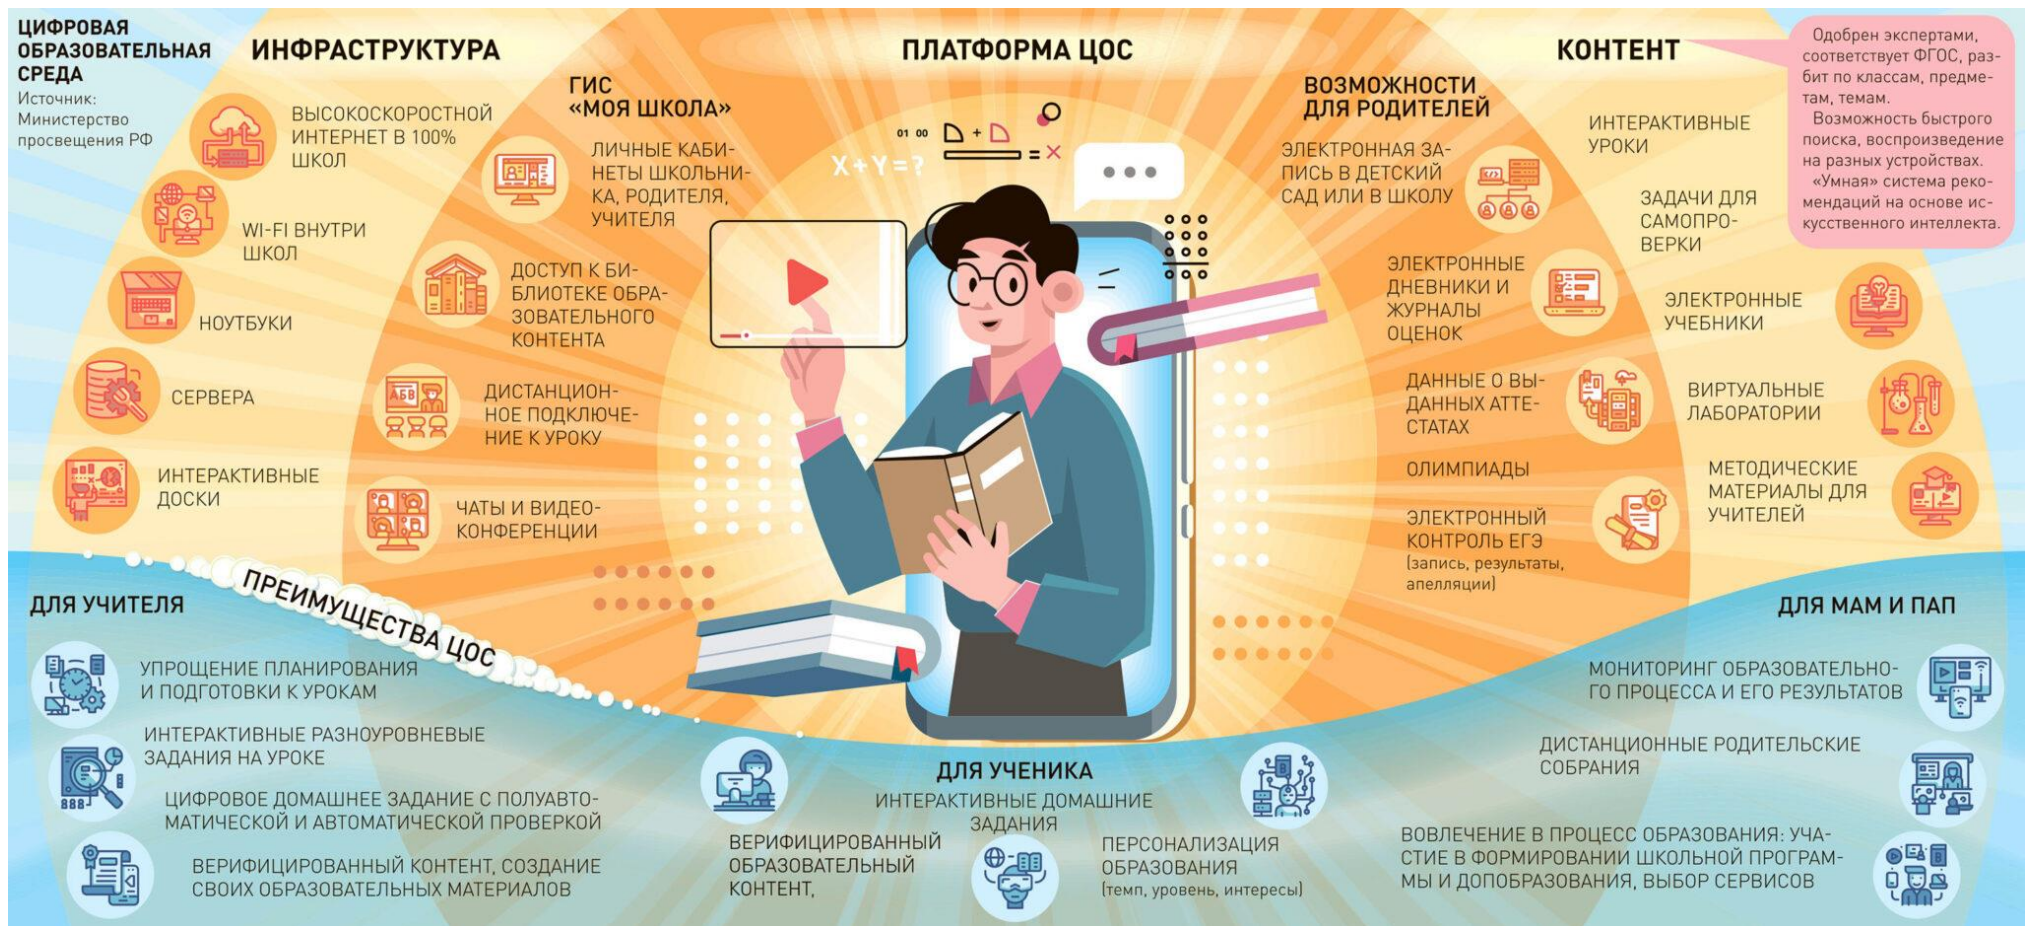 ЦИФРОВАЯ
ОБРАЗОВАТЕЛЬНАЯ
СРЕДА
Источник:
Министерство
просвещения РФ
ИНФРАСТРУКТУРА
ВЫСОКОСКОРОСТНОЙ
ИНТЕРНЕТ В 100%
ШКОЛ
WI-FI ВНУТРИ
ШКОЛ
НОУТБУКИ
СЕРВЕРА
ИНТЕРАКТИВНЫЕ
ДОСКИ
ПЛАТФОРМА ЦОС
ГИС
«МОЯ ШКОЛА»
ЛИЧНЫЕ КАБИ-
НЕТЫ ШКОЛЬНИ-
КА, РОДИТЕЛЯ,
УЧИТЕЛЯ
ДОСТУП К БИ-
БЛИОТЕКЕ ОБРА-
ЗОВАТЕЛЬНОГО
КОНТЕНТА
АБВ
ДИСТАНЦИОН-
НОЕ ПОДКЛЮЧЕ-
НИЕ К УРОКУ
ЧАТЫ И ВИДЕО-
КОНФЕРЕНЦИИ
01 00
+
= ×
X+Y=?
ВОЗМОЖНОСТИ
ДЛЯ РОДИТЕЛЕЙ
ЭЛЕКТРОННАЯ ЗА-
ПИСЬ В ДЕТСКИЙ
САД ИЛИ В ШКОЛУ
ЭЛЕКТРОННЫЕ
ДНЕВНИКИ И
ЖУРНАЛЫ
ОЦЕНОК
ДАННЫЕ О ВЫ-
ДАННЫХ АТТЕ-
СТАТАХ
ОЛИМПИАДЫ
ЭЛЕКТРОННЫЙ
КОНТРОЛЬ ЕГЭ
(запись, результаты,
апелляции)
КОНТЕНТ
Одобрен экспертами,
соответствует ФГОС, раз-
бит по классам, предме-
там, темам.
Возможность быстрого
поиска, воспроизведение
на разных устройствах.
«Умная» система реко-
мендаций на основе ис-
кусственного интеллекта.
ИНТЕРАКТИВНЫЕ
УРОКИ
ЗАДАЧИ ДЛЯ
САМОПРО-
ВЕРКИ
ЭЛЕКТРОННЫЕ
УЧЕБНИКИ
ВИРТУАЛЬНЫЕ
ЛАБОРАТОРИИ
МЕТОДИЧЕСКИЕ
МАТЕРИАЛЫ ДЛЯ
УЧИТЕЛЕЙ
ПРЕИМУЩЕСТВА ЦОС
ДЛЯ УЧИТЕЛЯ
УПРОЩЕНИЕ ПЛАНИРОВАНИЯ
И ПОДГОТОВКИ К УРОКАМ
ИНТЕРАКТИВНЫЕ РАЗНОУРОВНЕВЫЕ
ЗАДАНИЯ НА УРОКЕ
ЦИФРОВОЕ ДОМАШНЕЕ ЗАДАНИЕ С ПОЛУАВТО-
МАТИЧЕСКОЙ И АВТОМАТИЧЕСКОЙ ПРОВЕРКОЙ
ВЕРИФИЦИРОВАННЫЙ КОНТЕНТ, СОЗДАНИЕ
СВОИХ ОБРАЗОВАТЕЛЬНЫХ МАТЕРИАЛОВ
ДЛЯ УЧЕНИКА
ИНТЕРАКТИВНЫЕ ДОМАШНИЕ
ЗАДАНИЯ
ВЕРИФИЦИРОВАННЫЙ
ОБРАЗОВАТЕЛЬНЫЙ
КОНТЕНТ,
ПЕРСОНАЛИЗАЦИЯ
ОБРАЗОВАНИЯ
(темп, уровень, интересы)
ДЛЯ МАМ И ПАП
МОНИТОРИНГ ОБРАЗОВАТЕЛЬНО-
ГО ПРОЦЕССА И ЕГО РЕЗУЛЬТАТОВ
ДИСТАНЦИОННЫЕ РОДИТЕЛЬСКИЕ
СОБРАНИЯ
ВОВЛЕЧЕНИЕ В ПРОЦЕСС ОБРАЗОВАНИЯ: УЧА-
СТИЕ В ФОРМИРОВАНИИ ШКОЛЬНОЙ ПРОГРАМ-
МЫ И ДОПОБРАЗОВАНИЯ, ВЫБОР СЕРВИСОВ